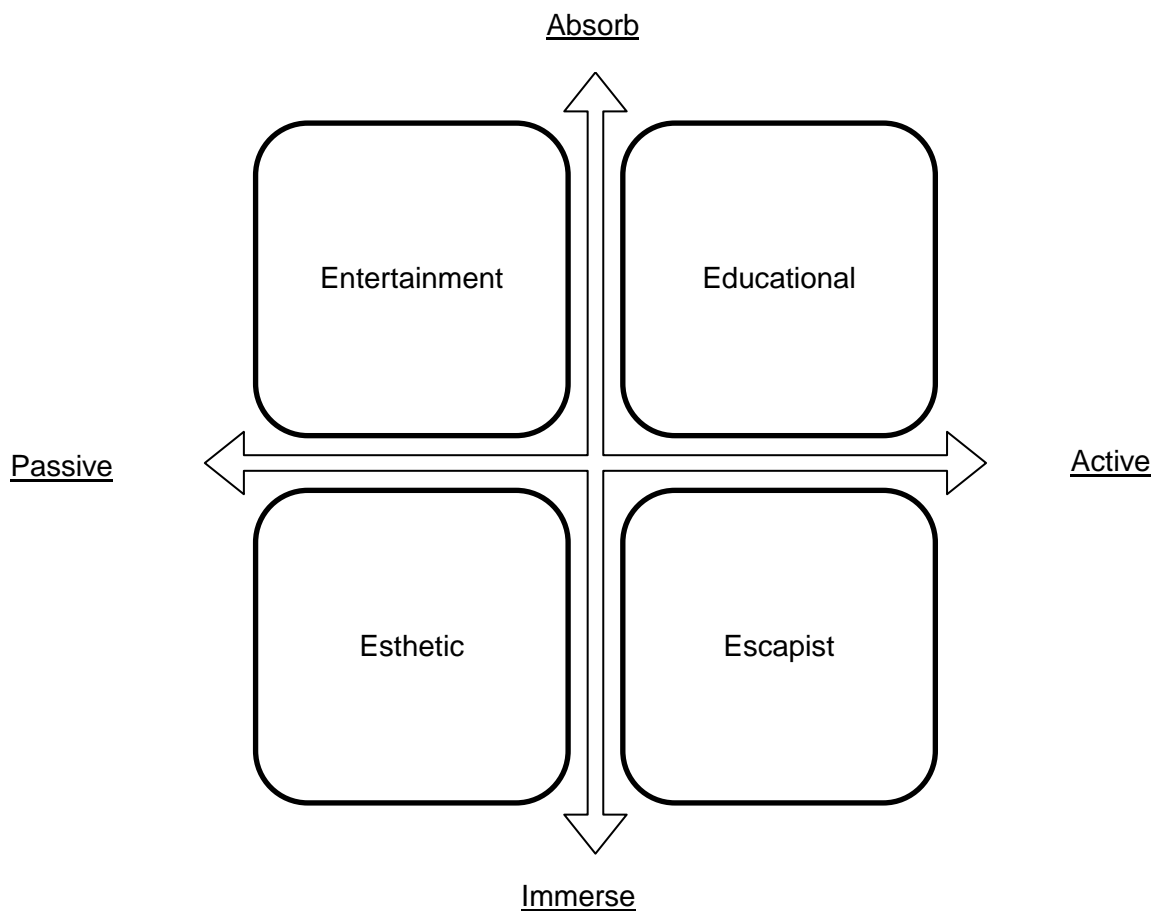 Absorb
Entertainment
Educational
Passive
Active
Esthetic
Escapist
Immerse